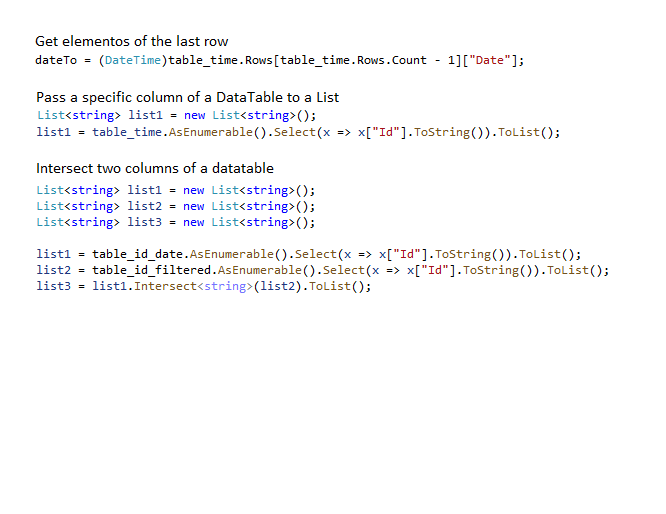 Get elementos of the last row
dateTo = (DateTime)table_time.Rows[table_time.Rows.Count - 1]["Date"];
Pass a specific column of a DataTable to a List
List<string> list1 = new List<string>();
list1 = table_time.AsEnumerable().Select(x => x["Id"].ToString()).ToList();
Intersect two columns of a datatable
List<string> list1 = new List<string>();
List<string> list2 = new List<string>();
List<string> list3 = new List<string>();
list1 = table_id_date.AsEnumerable().Select(x => x["Id"].ToString()).ToList();
list2 = table_id_filtered.AsEnumerable().Select(x => x["Id"].ToString()).ToList();
list3 = list1.Intersect<string>(list2).ToList();